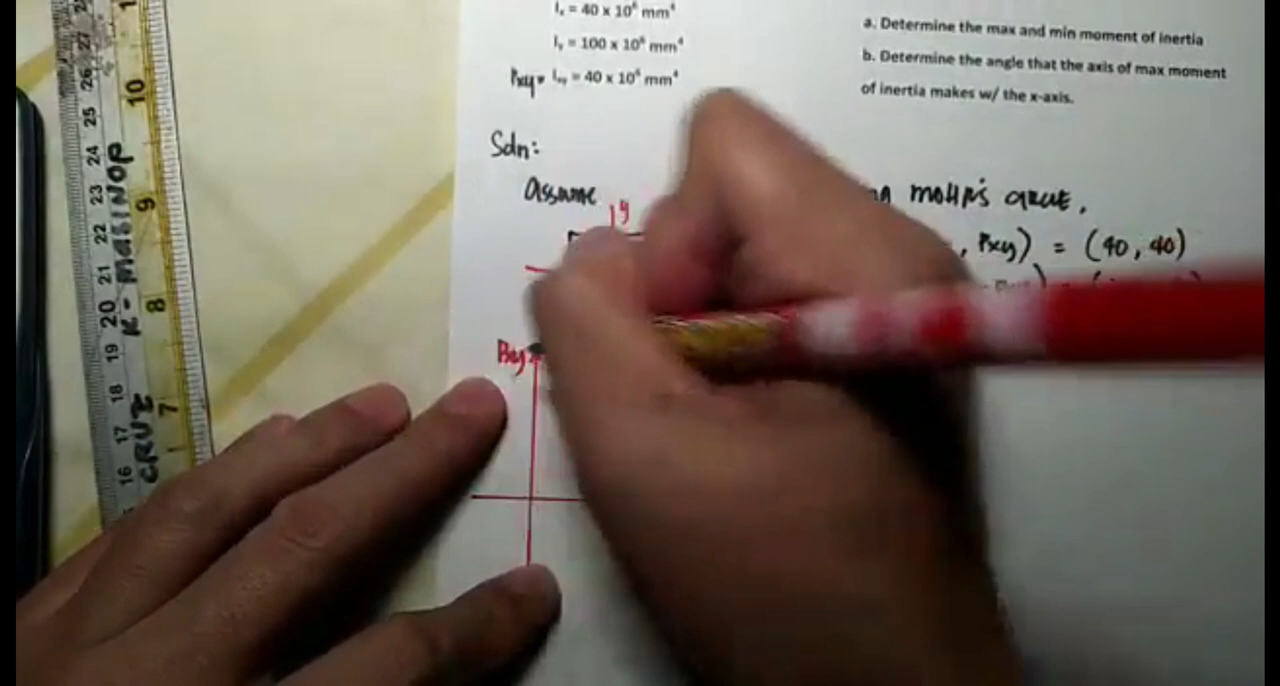 Iₓ = 40 x 10⁶ mm⁴
Iᵧ = 100 x 10⁶ mm⁴
Pxy = Iₓᵧ = 40 x 10⁶ mm⁴
a. Determine the max and min moment of inertia
b. Determine the angle that the axis of max moment
of inertia makes w/ the x-axis.
Soln:
Assume
MOHR'S CIRCLE.
y
, Pxy) = (40, 40)
Pxy
CRUZ K-MASINOP
16 17 18 19 20 21 22 23 24 25 26 27
7 8 9 10